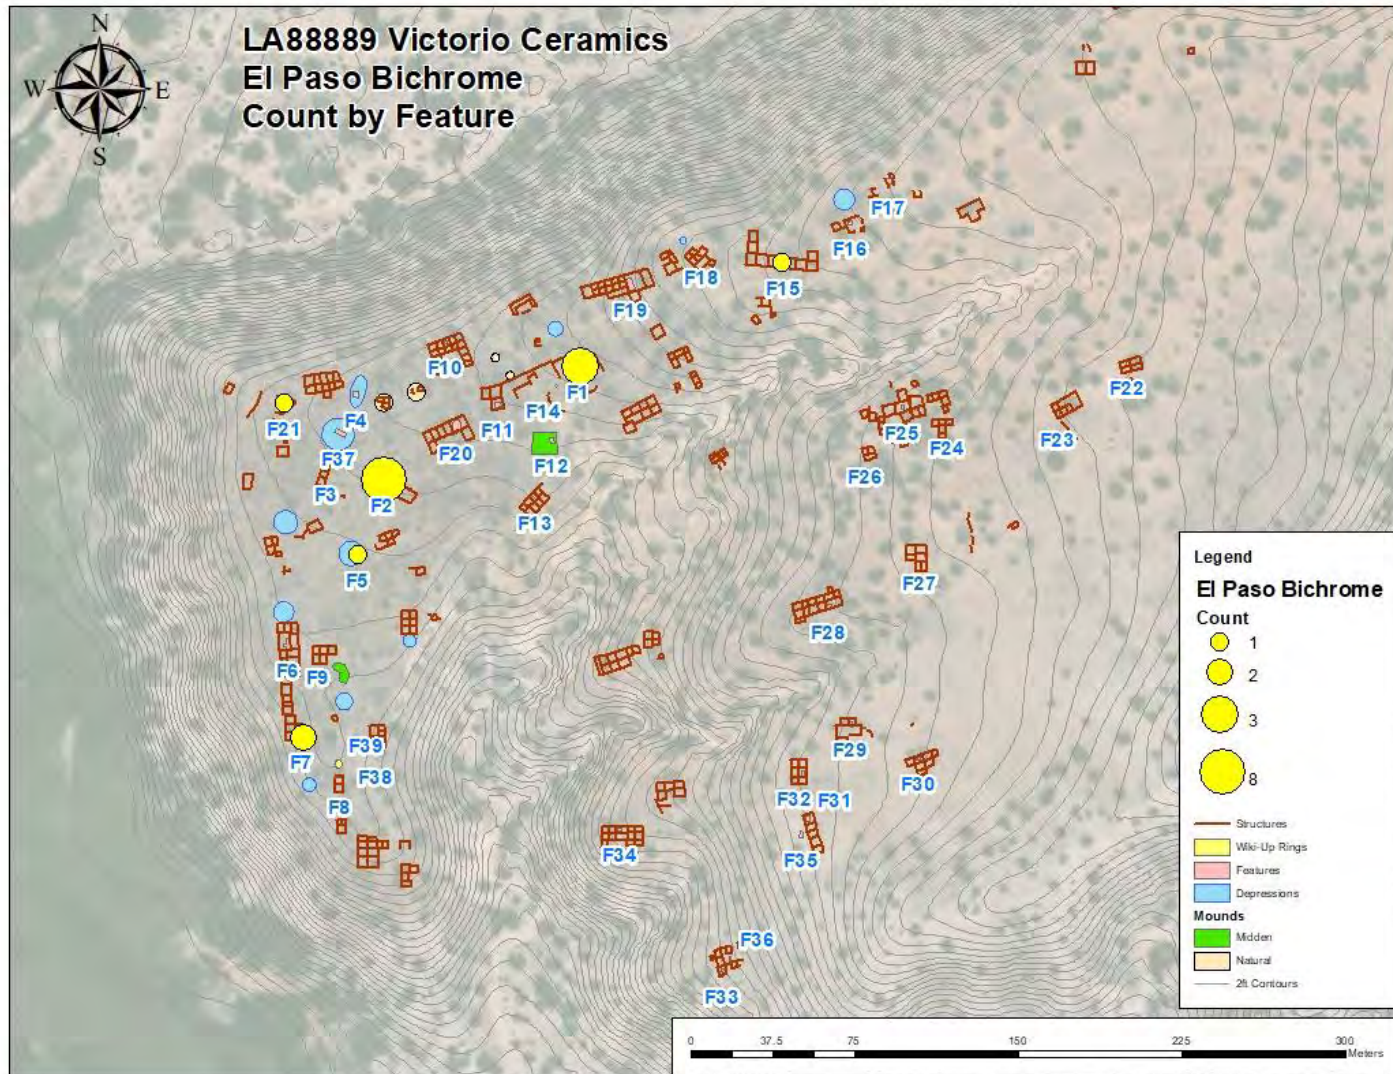 N
W
E
S
LA88889 Victorio Ceramics
El Paso Bichrome
Count by Feature
F17
F16
F18
F15
F19
F10
F1
F22
F21
F4
F11
F14
F25
F24
F23
F37
F20
F12
F26
F3
F2
F13
F5
F27
F28
F6
F9
F7
F39
F38
F29
F30
F8
F32
F31
F34
F35
F36
F33
Legend
El Paso Bichrome
Count
1
2
3
8
Structures
Wiki-Up Rings
Features
Depressions
Mounds
Midden
Natural
2ft Contours
0 37.5 75 150 225 300
Meters